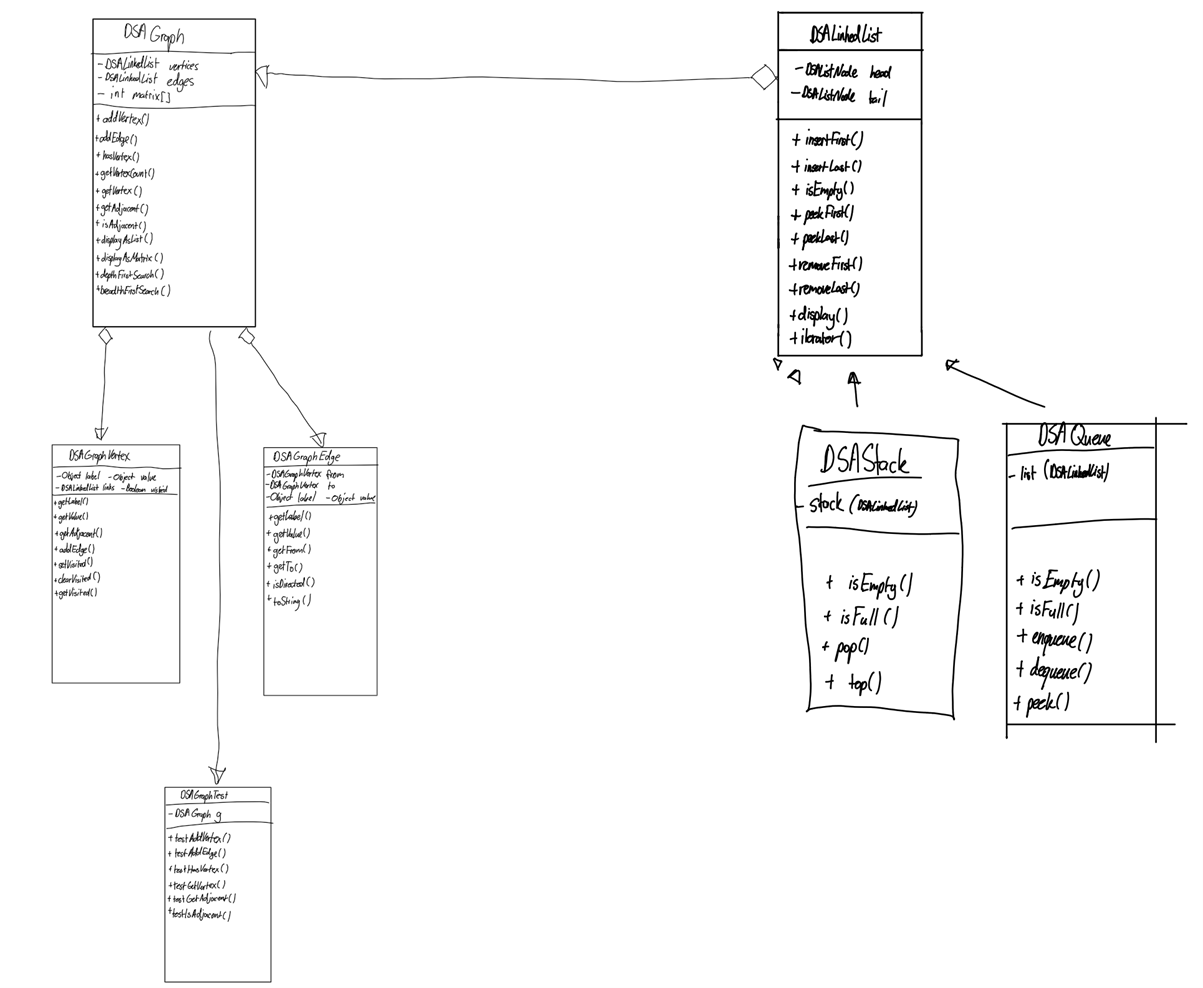 DSA Graph
- DSALinkedList vertices
- DSALinkedList edges
- int matrix[]
+ addVertex()
+ addEdge()
+ hasVertex()
+ getVertexCount()
+ getVertex()
+ getAdjacent()
+ isAdjacent()
+ displayAsList()
+ displayAsMatrix()
+ depthFirstSearch()
+ breadthFirstSearch()
DSALinkedList
- DSAListNode head
- DSAListNode tail
+ insertFirst()
+ insertLast()
+ isEmpty()
+ peekFirst()
+ peekLast()
+ removeFirst()
+ removeLast()
+ display()
+ iterator()
DSAGraphVertex
- Object label - Object value
- DSALinkedList links - Boolean visited
+ getLabel()
+ getValue()
+ getAdjacent()
+ addEdge()
+ setVisited()
+ clearVisited()
+ getVisited()
DSAGraphEdge
- DSAGraphVertex from
- DSAGraphVertex to
- Object label - Object value
+ getLabel()
+ getValue()
+ getFrom()
+ getTo()
+ isDirected()
+ toString()
DSAStack
- stack (DSALinkedList)
+ isEmpty()
+ isFull()
+ pop()
+ top()
DSA Queue
- list (DSALinkedList)
+ isEmpty()
+ isFull()
+ enqueue()
+ dequeue()
+ peek()
DSAGraphTest
- DSAGraph g
+ testAddVertex()
+ testAddEdge()
+ testHasVertex()
+ testGetVertex()
+ testGetAdjacent()
+ testIsAdjacent()